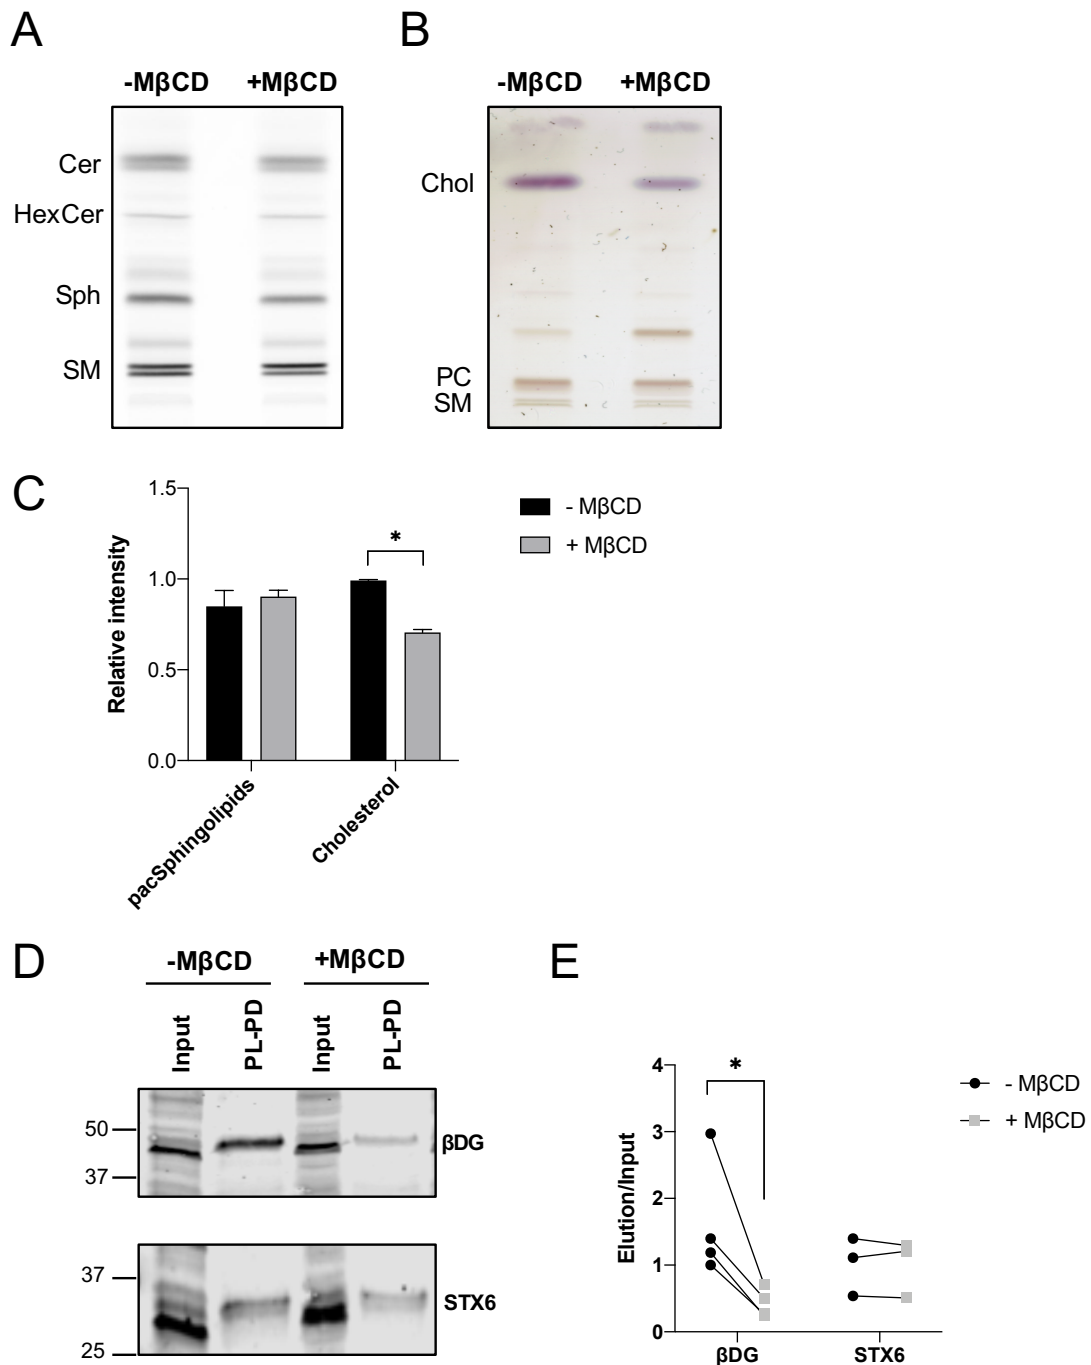 A
-MβCD +MβCD
Cer
HexCer
Sph
SM
B
-MβCD +MβCD
Chol
PC
SM
C
1.5
1.0
0.5
0.0
Relative intensity
*
pacSphingolipids
Cholesterol
- MβCD
+ MβCD
D
-MβCD +MβCD
Input PL-PD Input PL-PD
50
37
βDG
37
25
STX6
E
4
3
2
1
0
Elution/Input
*
βDG STX6
- MβCD
+ MβCD